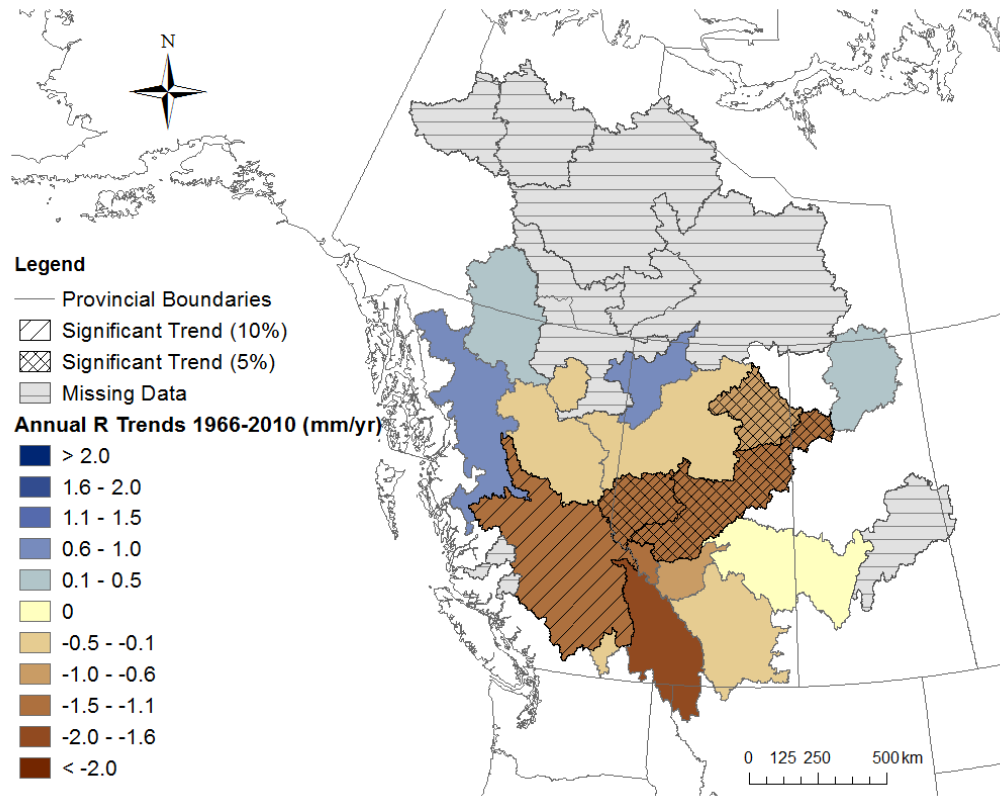 N
Legend
Provincial Boundaries
Significant Trend (10%)
Significant Trend (5%)
Missing Data
Annual R Trends 1966-2010 (mm/yr)
> 2.0
1.6 - 2.0
1.1 - 1.5
0.6 - 1.0
0.1 - 0.5
0
-0.5 - -0.1
-1.0 - -0.6
-1.5 - -1.1
-2.0 - -1.6
< -2.0
0 125 250 500 km